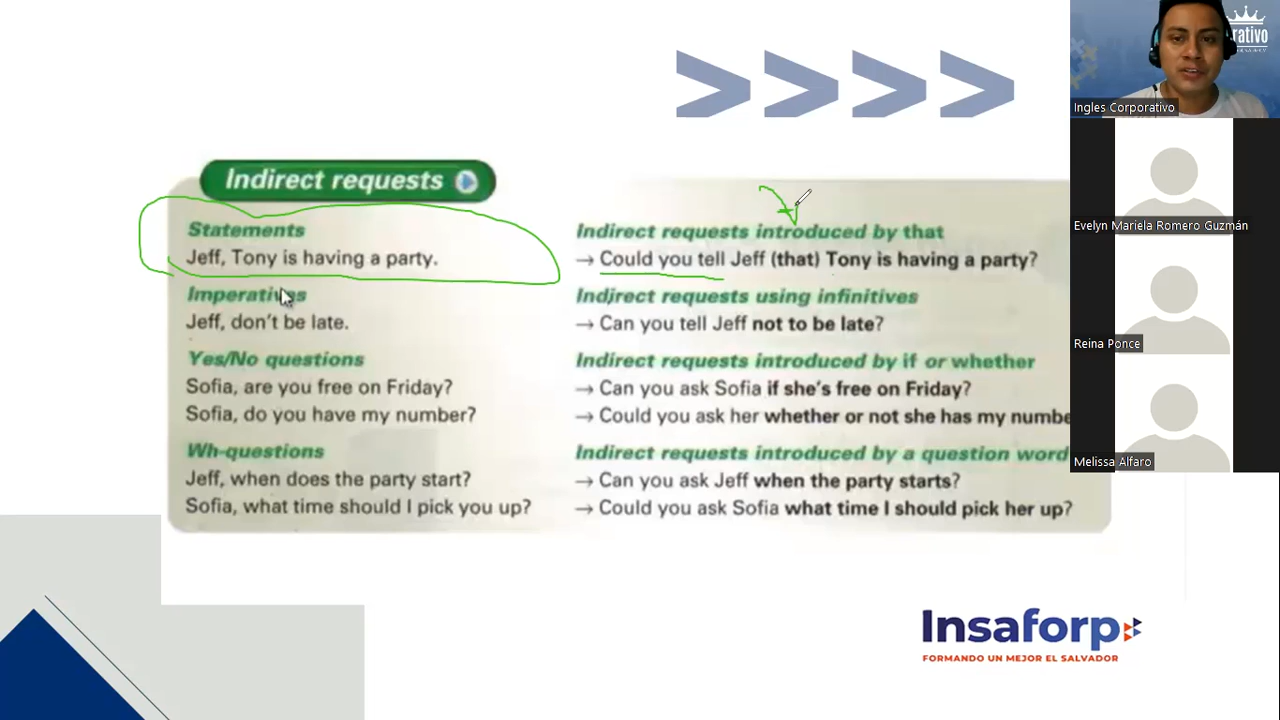 rativo
Ingles Corporativo
Indirect requests
Statements
Jeff, Tony is having a party.
Imperatives
Jeff, don't be late.
Yes/No questions
Sofia, are you free on Friday?
Sofia, do you have my number?
Wh-questions
Jeff, when does the party start?
Sofia, what time should I pick you up?
Indirect requests introduced by that
→ Could you tell Jeff (that) Tony is having a party?
Indirect requests using infinitives
→ Can you tell Jeff not to be late?
Indirect requests introduced by if or whether
→ Can you ask Sofia if she's free on Friday?
→ Could you ask her whether or not she has my numbe
Indirect requests introduced by a question word
→ Can you ask Jeff when the party starts?
→ Could you ask Sofia what time I should pick her up?
Evelyn Mariela Romero Guzmán
Reina Ponce
Melissa Alfaro
Insaforp
FORMANDO UN MEJOR EL SALVADOR